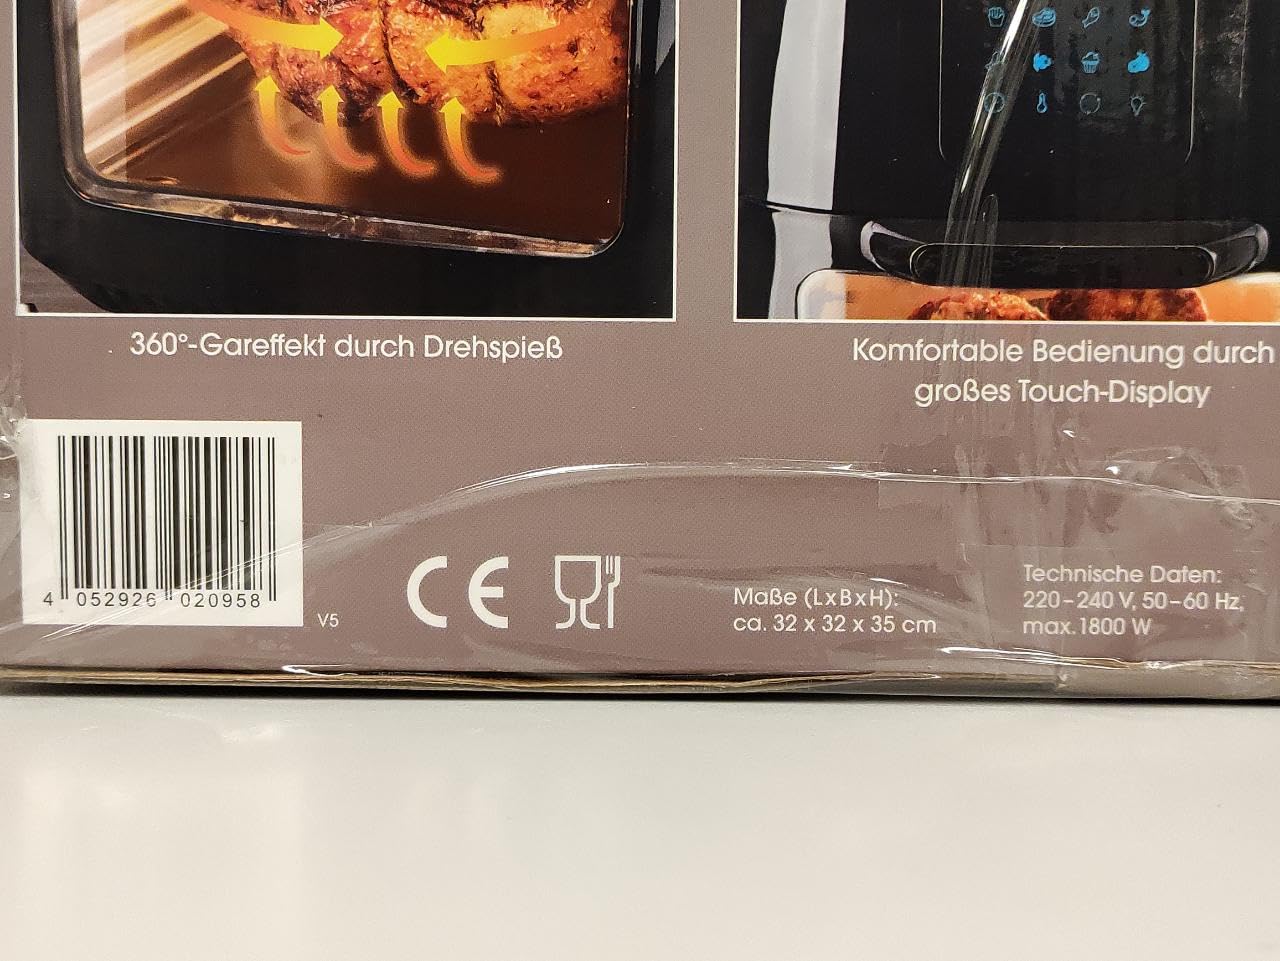 360°-Gareffekt durch Drehspieß
Komfortable Bedienung durch
großes Touch-Display
4 052926 020958
V5
CE
Maße (LxBxH):
ca. 32 x 32 x 35 cm
Technische Daten:
220–240 V, 50–60 Hz,
max. 1800 W